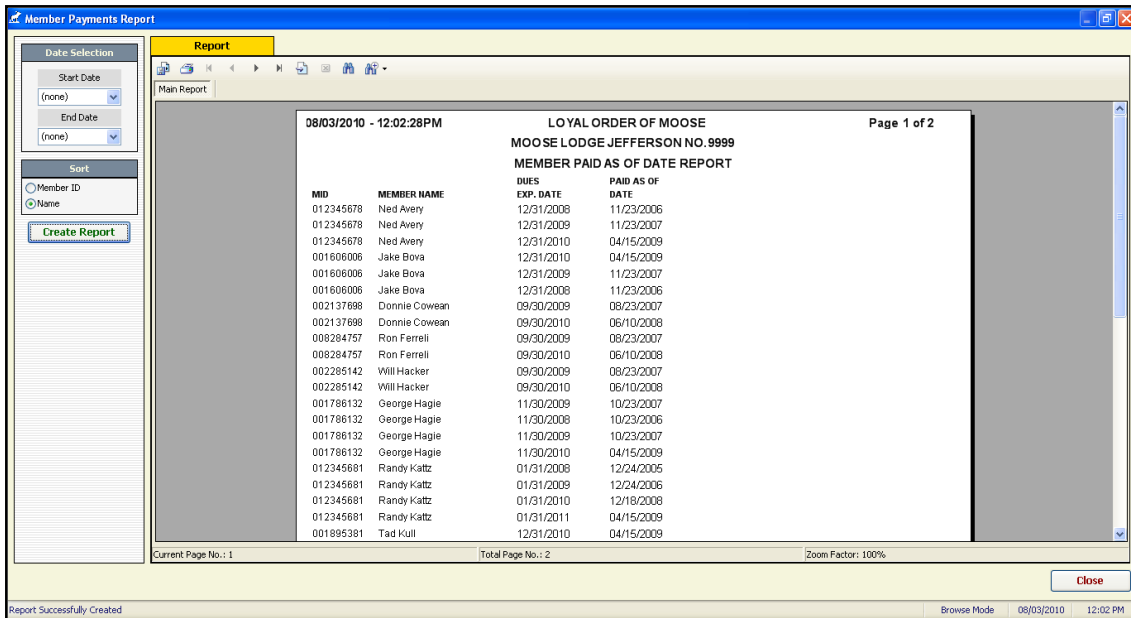 Member Payments Report
Date Selection
Start Date
(none)
End Date
(none)
Sort
Member ID
Name
Create Report
Report
Main Report
08/03/2010 - 12:02:28PM LOYAL ORDER OF MOOSE Page 1 of 2
MOOSE LODGE JEFFERSON NO. 9999
MEMBER PAID AS OF DATE REPORT
DUES PAID AS OF
MID MEMBER NAME EXP. DATE DATE
012345678 Ned Avery 12/31/2008 11/23/2006
012345678 Ned Avery 12/31/2009 11/23/2007
012345678 Ned Avery 12/31/2010 04/15/2009
001606006 Jake Bova 12/31/2010 04/15/2009
001606006 Jake Bova 12/31/2009 11/23/2007
001606006 Jake Bova 12/31/2008 11/23/2006
002137698 Donnie Cowean 09/30/2009 08/23/2007
002137698 Donnie Cowean 09/30/2010 06/10/2008
008284757 Ron Ferreli 09/30/2009 08/23/2007
008284757 Ron Ferreli 09/30/2010 06/10/2008
002285142 Will Hacker 09/30/2009 08/23/2007
002285142 Will Hacker 09/30/2010 06/10/2008
001786132 George Hagie 11/30/2009 10/23/2007
001786132 George Hagie 11/30/2008 10/23/2006
001786132 George Hagie 11/30/2009 10/23/2007
001786132 George Hagie 11/30/2010 04/15/2009
012345681 Randy Kattz 01/31/2008 12/24/2005
012345681 Randy Kattz 01/31/2009 12/24/2006
012345681 Randy Kattz 01/31/2010 12/18/2008
012345681 Randy Kattz 01/31/2011 04/15/2009
001895381 Tad Kull 12/31/2010 04/15/2009
Current Page No.: 1 Total Page No.: 2 Zoom Factor: 100%
Close
Report Successfully Created Browse Mode 08/03/2010 12:02 PM